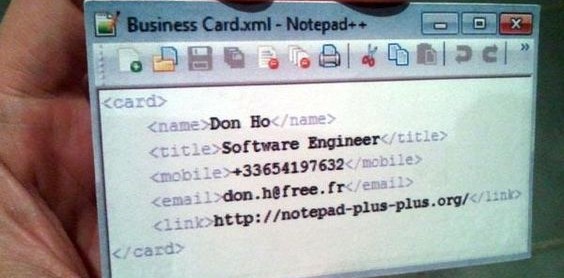 Business Card.xml - Notepad++
<card>
<name>Don Ho</name>
<title>Software Engineer</title>
<mobile>+33654197632</mobile>
<email>don.h@free.fr</email>
<link>http://notepad-plus-plus.org/</link>
</card>